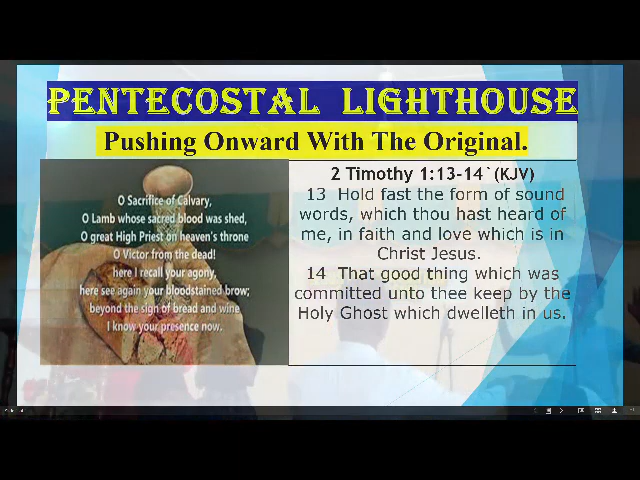 PENTECOSTAL LIGHTHOUSE
Pushing Onward With The Original.
O Sacrifice of Calvary,
O Lamb whose sacred blood was shed,
O great High Priest on heaven's throne
O Victor from the dead!
here I recall your agony,
here see again your bloodstained brow;
beyond the sign of bread and wine
I know your presence now.
2 Timothy 1:13-14`(KJV)
13 Hold fast the form of sound
words, which thou hast heard of
me, in faith and love which is in
Christ Jesus.
14 That good thing which was
committed unto thee keep by the
Holy Ghost which dwelleth in us.